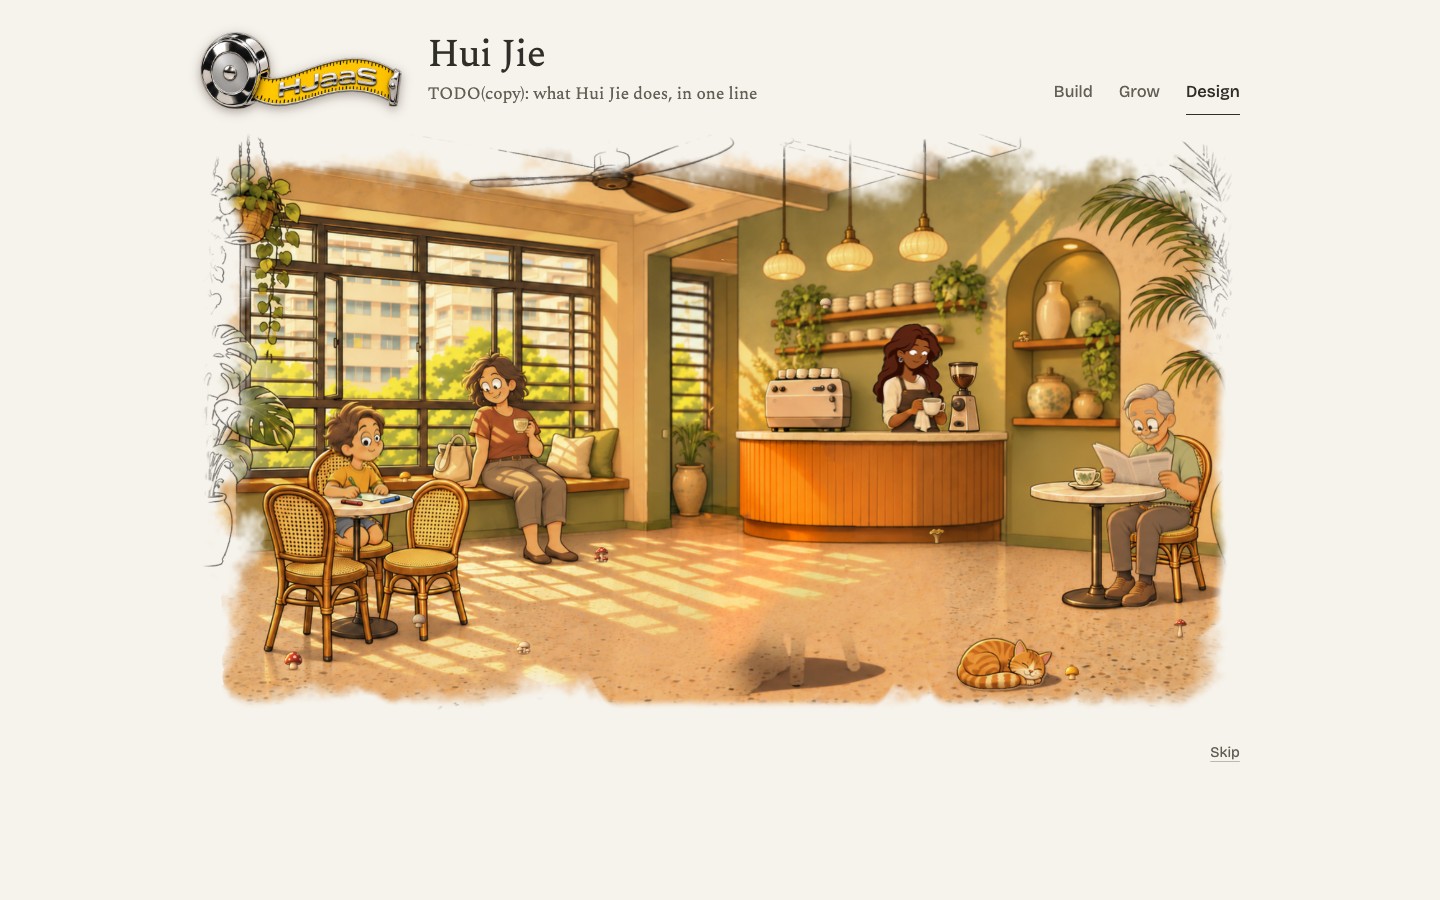 HJaaS
Hui Jie
TODO(copy): what Hui Jie does, in one line
Build
Grow
Design
Skip